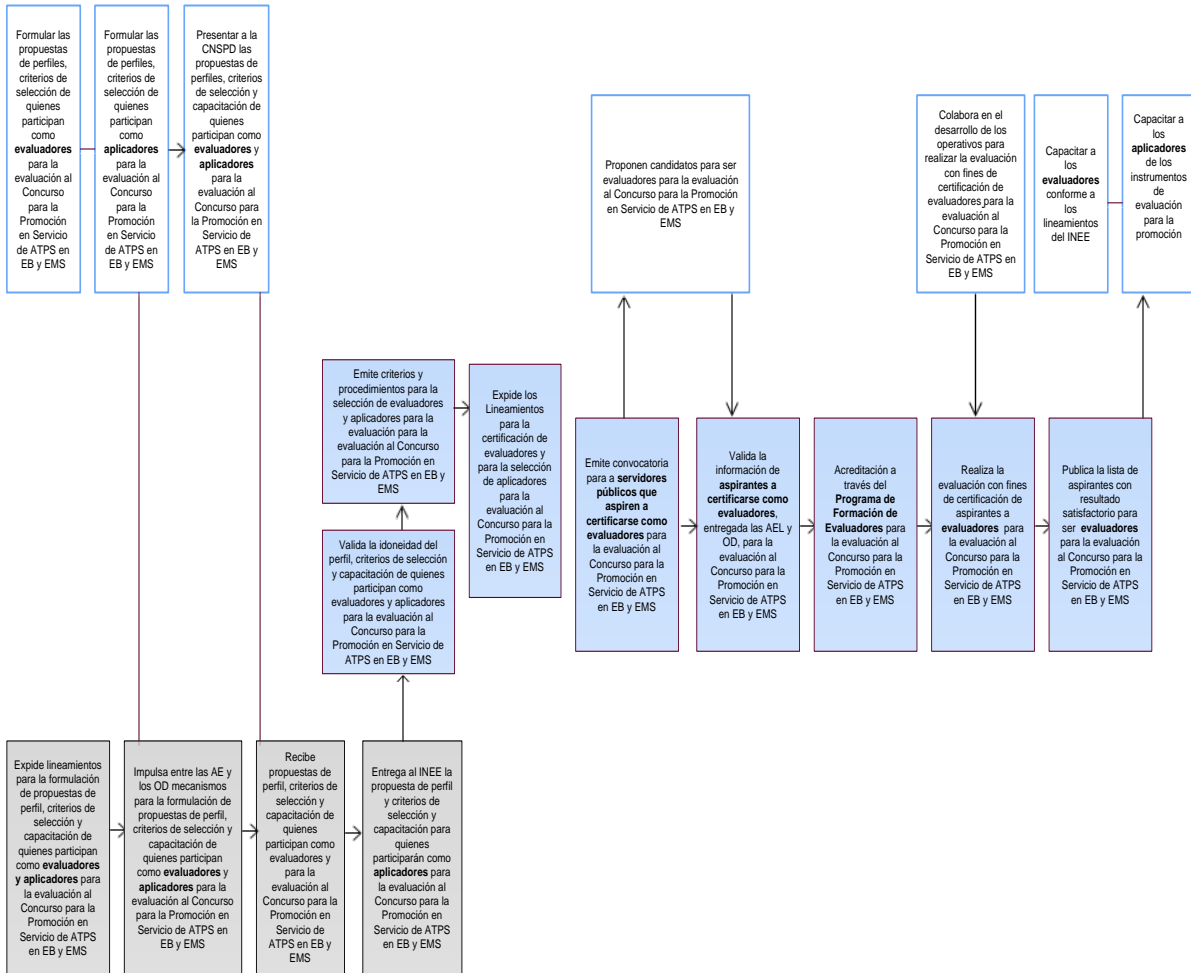 Formular las
propuestas
de perfiles,
criterios de
selección de
quienes
participan
como
evaluadores
para la
evaluación al
Concurso
para la
Promoción
en Servicio
de ATPS en
EB y EMS
Formular las
propuestas
de perfiles,
criterios de
selección de
quienes
participan
como
aplicadores
para la
evaluación al
Concurso
para la
Promoción
en Servicio
de ATPS en
EB y EMS
Presentar a la
CNSPD las
propuestas de
perfiles, criterios
de selección y
capacitación de
quienes
participan como
evaluadores y
aplicadores
para la
evaluación al
Concurso para
la Promoción en
Servicio de
ATPS en EB y
EMS
Proponen candidatos para ser
evaluadores para la evaluación
al Concurso para la Promoción
en Servicio de ATPS en EB y
EMS
Colabora en el
desarrollo de los
operativos para
realizar la evaluación
con fines de
certificación de
evaluadores para la
evaluación al
Concurso para la
Promoción en
Servicio de ATPS en
EB y EMS
Capacitar a
los
evaluadores
conforme a
los
lineamientos
del INEE
Capacitar a
los
aplicadores
de los
instrumentos
de
evaluación
para la
promoción
Emite criterios y
procedimientos para la
selección de evaluadores
y aplicadores para la
evaluación para la
evaluación al Concurso
para la Promoción en
Servicio de ATPS en EB y
EMS
Expide los
Lineamientos
para la
certificación de
evaluadores y
para la selección
de aplicadores
para la
evaluación al
Concurso para la
Promoción en
Servicio de ATPS
en EB y EMS
Valida la idoneidad del
perfil, criterios de selección
y capacitación de quienes
participan como
evaluadores y aplicadores
para la evaluación al
Concurso para la
Promoción en Servicio de
ATPS en EB y EMS
Emite convocatoria
para a servidores
públicos que
aspiren a
certificarse como
evaluadores para
la evaluación al
Concurso para la
Promoción en
Servicio de ATPS
en EB y EMS
Valida la
información de
aspirantes a
certificarse como
evaluadores,
entregada las AEL y
OD, para la
evaluación al
Concurso para la
Promoción en
Servicio de ATPS
en EB y EMS
Acreditación a
través del
Programa de
Formación de
Evaluadores para
la evaluación al
Concurso para la
Promoción en
Servicio de ATPS
en EB y EMS
Realiza la
evaluación con fines
de certificación de
aspirantes a
evaluadores para
la evaluación al
Concurso para la
Promoción en
Servicio de ATPS
en EB y EMS
Publica la lista de
aspirantes con
resultado
satisfactorio para
ser evaluadores
para la evaluación
al Concurso para la
Promoción en
Servicio de ATPS
en EB y EMS
Expide lineamientos
para la formulación
de propuestas de
perfil, criterios de
selección y
capacitación de
quienes participan
como evaluadores
y aplicadores para
la evaluación al
Concurso para la
Promoción en
Servicio de ATPS
en EB y EMS
Impulsa entre las AE y
los OD mecanismos
para la formulación de
propuestas de perfil,
criterios de selección y
capacitación de
quienes participan
como evaluadores y
aplicadores para la
evaluación al Concurso
para la Promoción en
Servicio de ATPS en
EB y EMS
Recibe
propuestas de
perfil, criterios de
selección y
capacitación de
quienes
participan como
evaluadores y
para la
evaluación al
Concurso para la
Promoción en
Servicio de
ATPS en EB y
EMS
Entrega al INEE la
propuesta de perfil
y criterios de
selección y
capacitación para
quienes
participarán como
aplicadores para
la evaluación al
Concurso para la
Promoción en
Servicio de ATPS
en EB y EMS